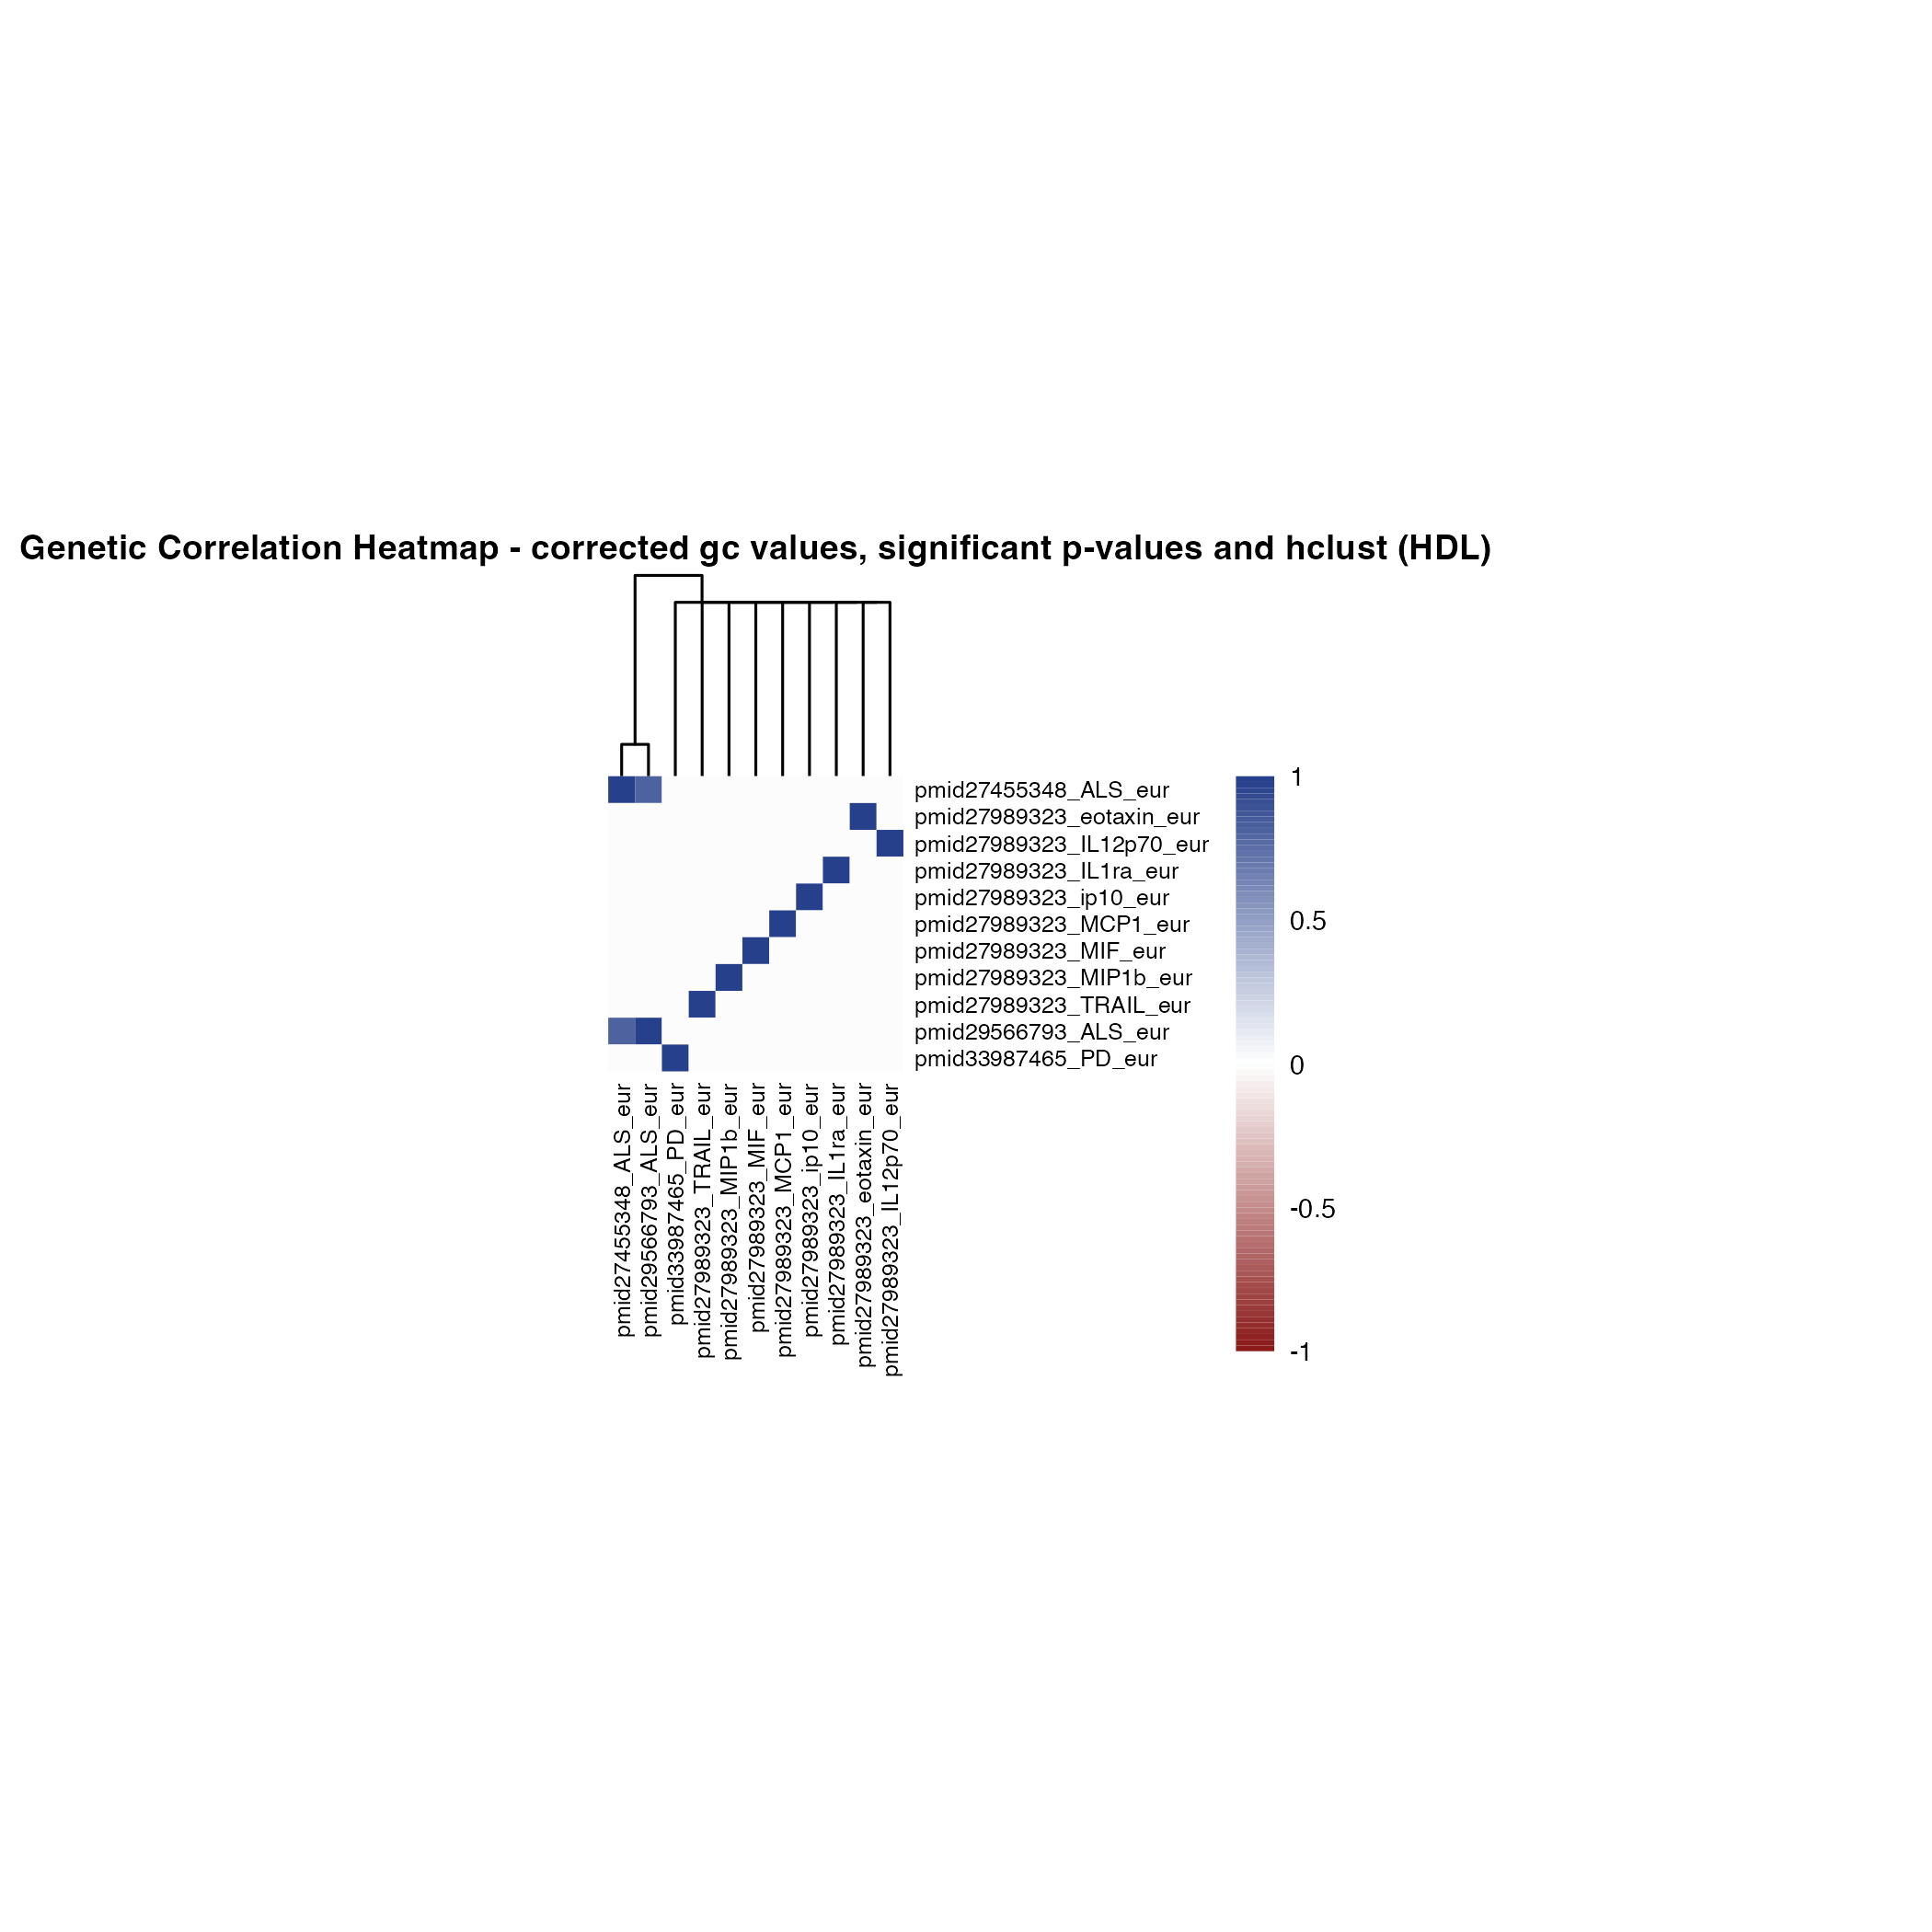 Genetic Correlation Heatmap - corrected gc values, significant p-values and hclust (HDL)
pmid27455348_ALS_eur
pmid27989323_eotaxin_eur
pmid27989323_IL12p70_eur
pmid27989323_IL1ra_eur
pmid27989323_ip10_eur
pmid27989323_MCP1_eur
pmid27989323_MIF_eur
pmid27989323_MIP1b_eur
pmid27989323_TRAIL_eur
pmid29566793_ALS_eur
pmid33987465_PD_eur
1
0.5
0
-0.5
-1
pmid27455348_ALS_eur
pmid29566793_ALS_eur
pmid33987465_PD_eur
pmid27989323_TRAIL_eur
pmid27989323_MIP1b_eur
pmid27989323_MIF_eur
pmid27989323_MCP1_eur
pmid27989323_ip10_eur
pmid27989323_IL1ra_eur
pmid27989323_eotaxin_eur
pmid27989323_IL12p70_eur